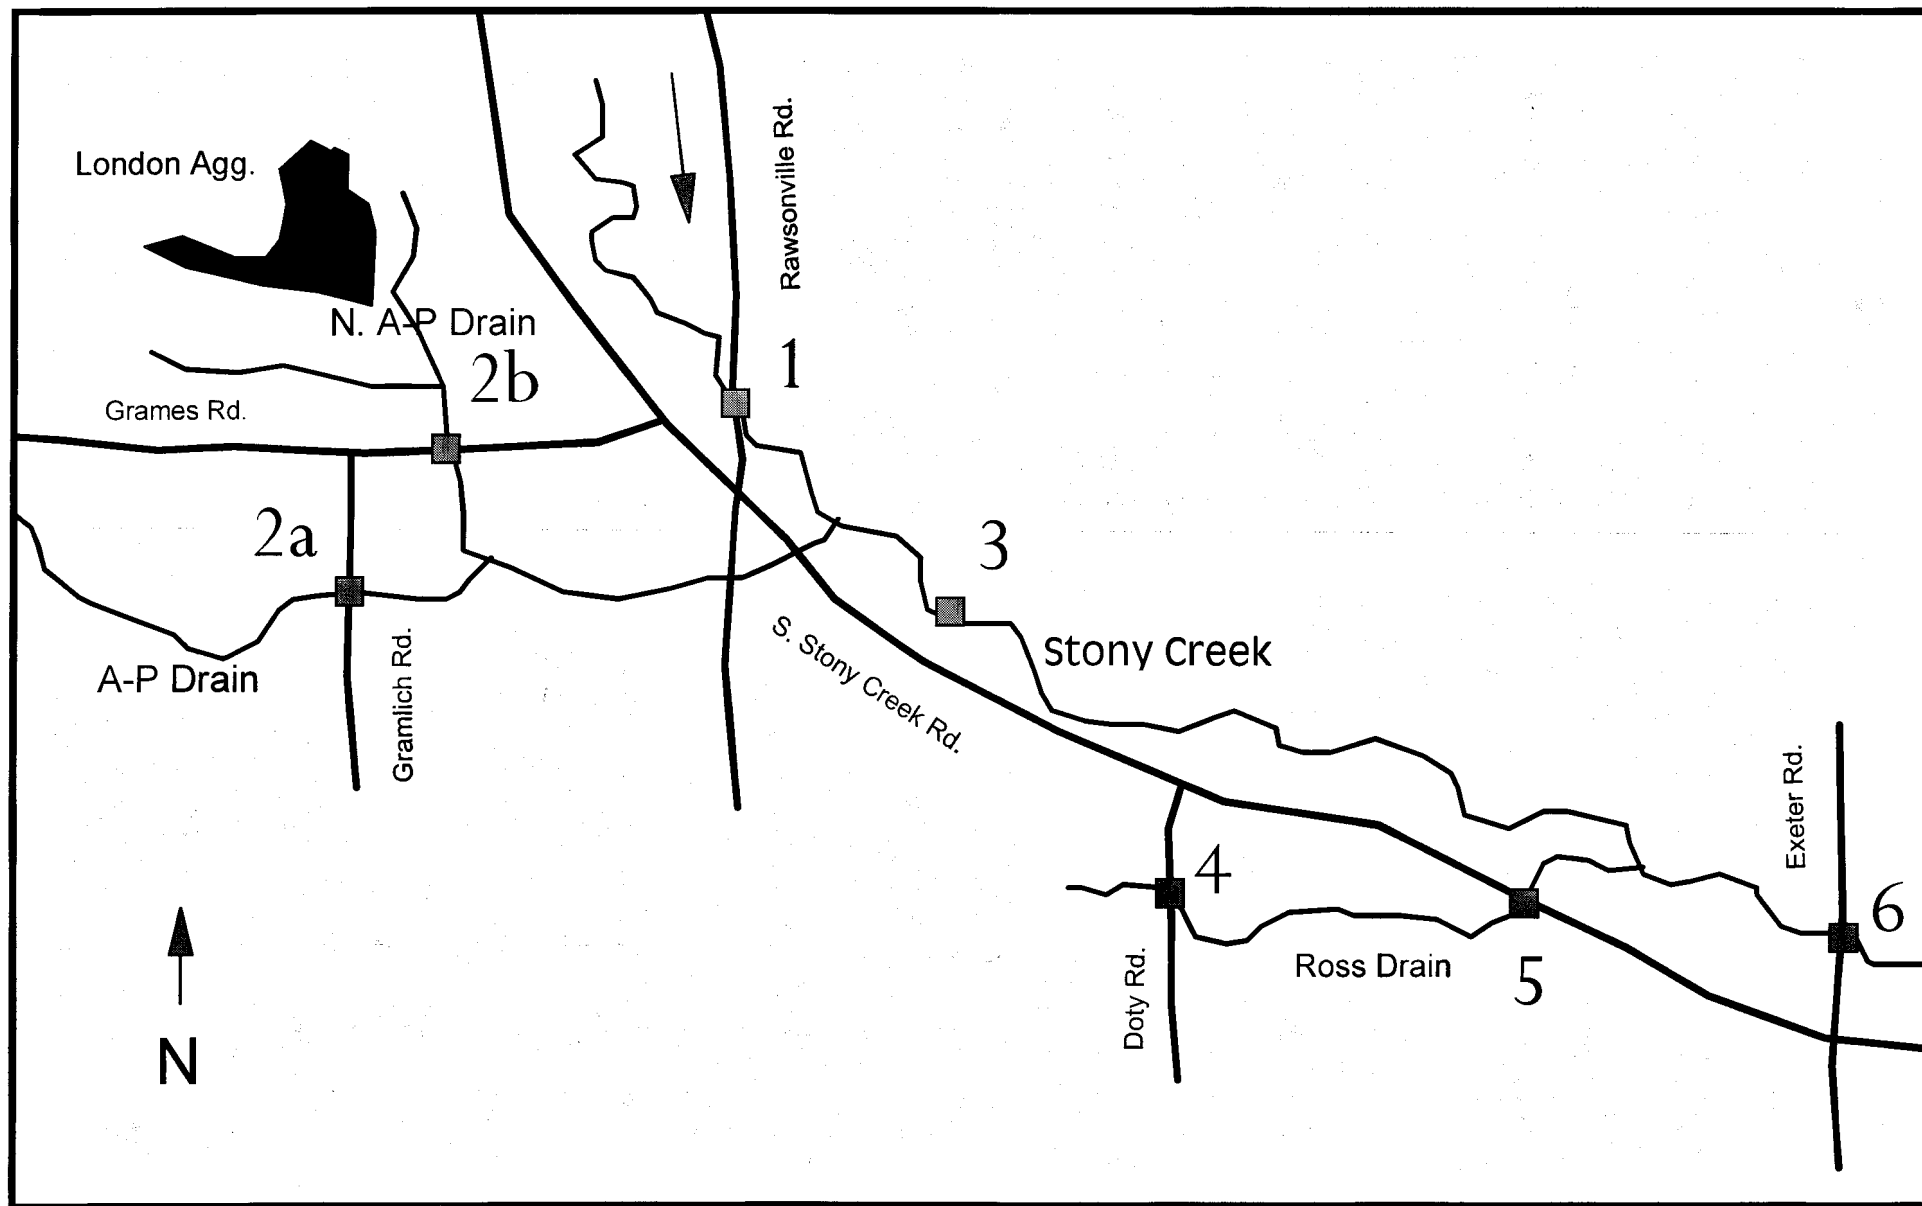 London Agg.
Rawsonville Rd.
N. A-P Drain
2b
1
Grames Rd.
2a
3
A-P Drain
Gramlich Rd.
S. Stony Creek Rd.
Stony Creek
Exeter Rd.
4
6
Ross Drain
5
Doty Rd.
N